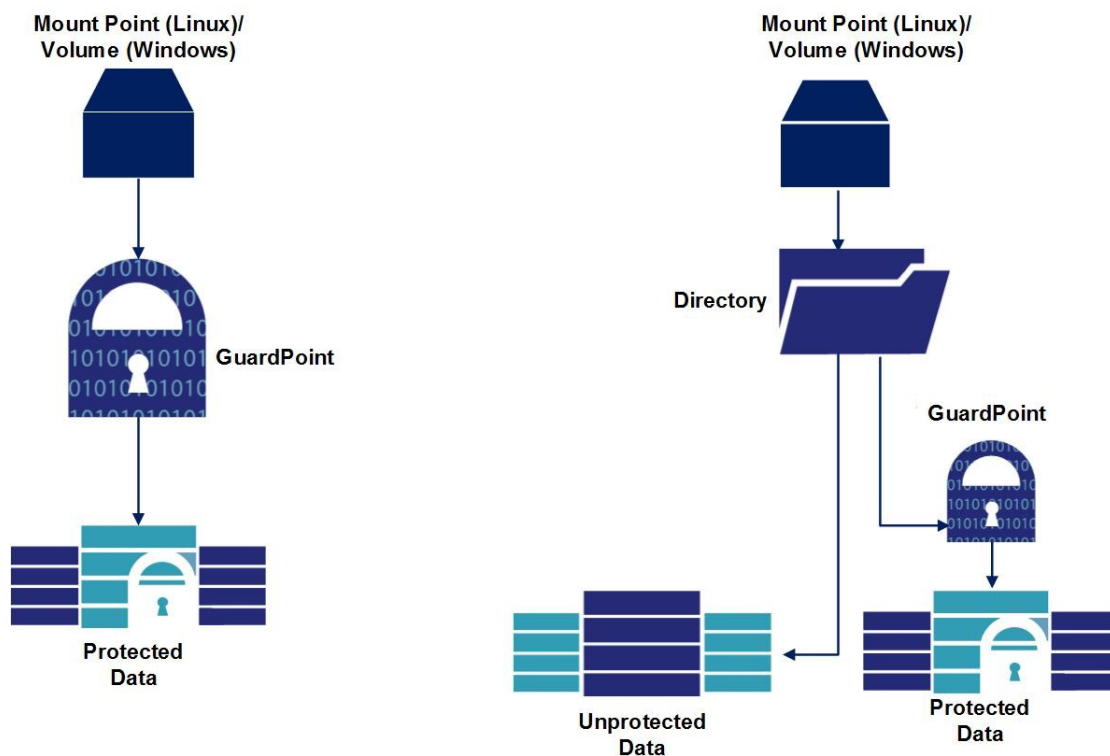 Mount Point (Linux)/
Volume (Windows)
GuardPoint
Protected
Data
Mount Point (Linux)/
Volume (Windows)
Directory
GuardPoint
Unprotected
Data
Protected
Data